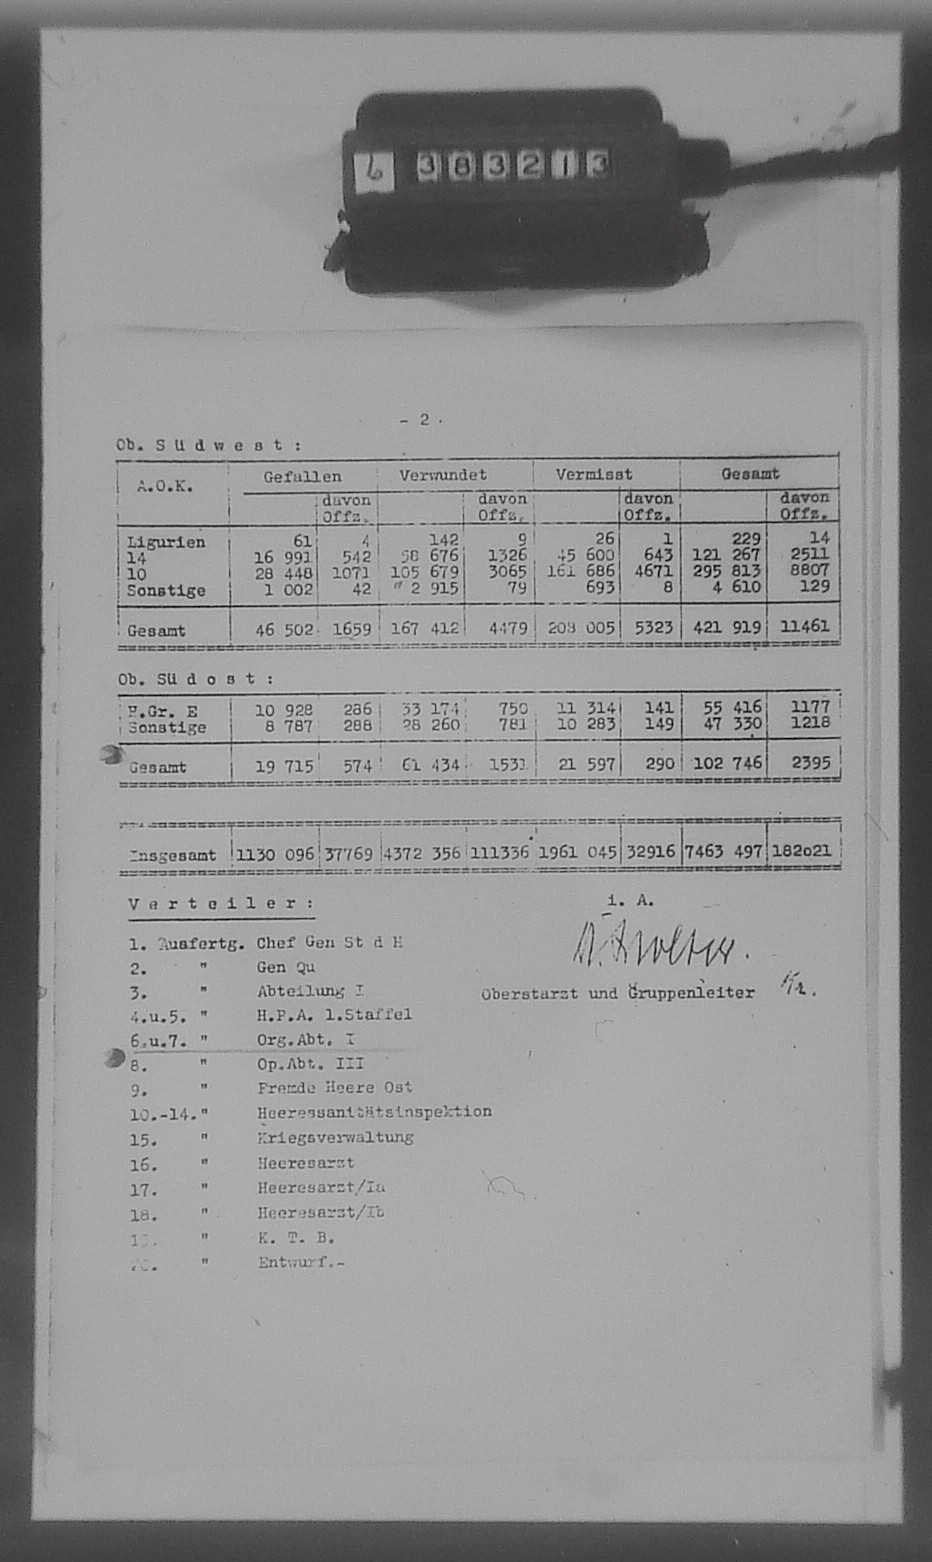 6 383213
- 2 .
Ob. S ü d w e s t :
A.O.K. Gefallen Verwundet Vermisst Gesamt
davon Offz. davon Offz. davon Offz. davon Offz.
Ligurien 61 4 142 9 26 1 229 14
14 16 991 542 58 676 1326 45 600 643 121 267 2511
10 28 448 1071 105 679 3065 161 686 4671 295 813 8807
Sonstige 1 002 42 " 2 915 79 693 8 4 610 129
Gesamt 46 502 1659 167 412 4479 208 005 5323 421 919 11461
Ob. S ü d o s t :
H.Gr. E 10 928 286 33 174 750 11 314 141 55 416 1177
Sonstige 8 787 288 28 260 781 10 283 149 47 330 1218
Gesamt 19 715 574 61 434 1531 21 597 290 102 746 2395
Insgesamt 1130 096 37769 4372 356 111336 1961 045 32916 7463 497 182o21
V e r t e i l e r :
i. A.
1. Ausfertg. Chef Gen St d H
2. " Gen Qu
3. " Abteilung I
Oberstarzt und Gruppenleiter Kr.
4.u.5. " H.P.A. 1.Staffel
6.u.7. " Org.Abt. I
8. " Op.Abt. III
9. " Fremde Heere Ost
10.-14." Heeressanitätsinspektion
15. " Kriegsverwaltung
16. " Heeresarzt
17. " Heeresarzt/Ia
18. " Heeresarzt/Ib
19. " K. T. B.
20. " Entwurf.-